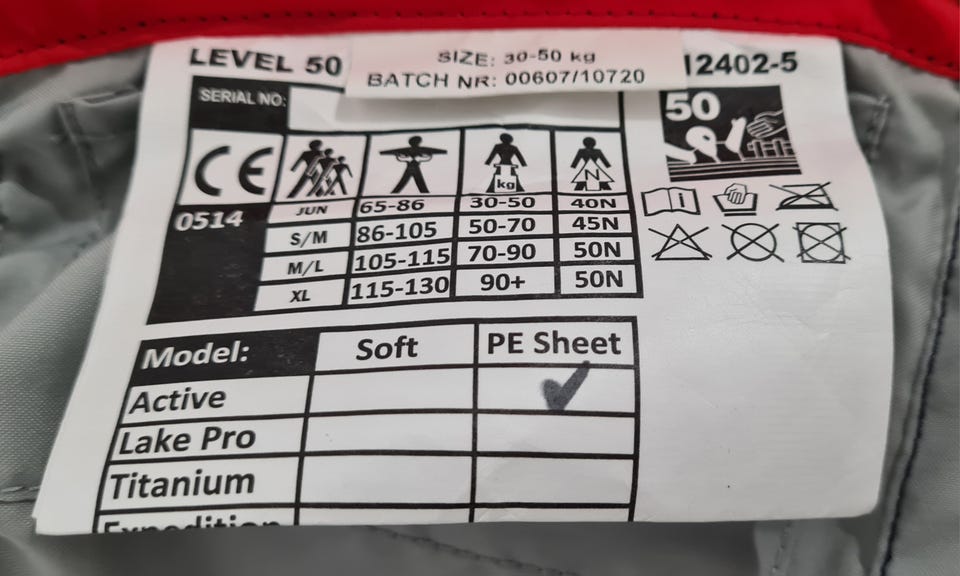 LEVEL 50
SIZE: 30-50 kg
BATCH NR: 00607/10720
12402-5
SERIAL NO:
50
CE
kg
N
i
0514
JUN 65-86 30-50 40N
S/M 86-105 50-70 45N
M/L 105-115 70-90 50N
XL 115-130 90+ 50N
Model: Soft PE Sheet
Active ✓
Lake Pro
Titanium
Expedition